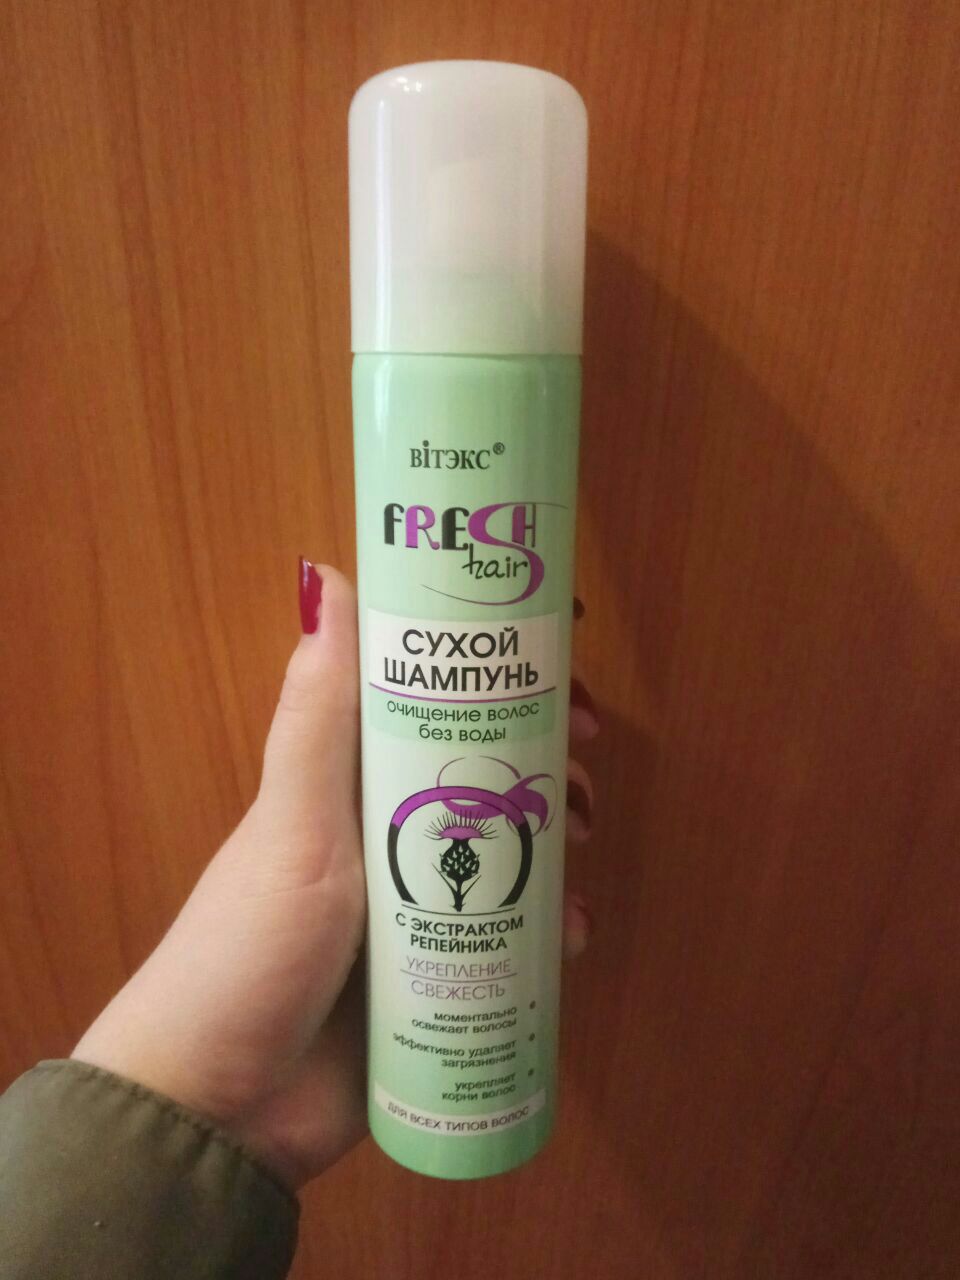 вiтэкс®
FRESH
hair
СУХОЙ
ШАМПУНЬ
очищение волос
без воды
С ЭКСТРАКТОМ
РЕПЕЙНИКА
УКРЕПЛЕНИЕ
СВЕЖЕСТЬ
моментально
освежает волосы
эффективно удаляет
загрязнения
укрепляет
корни волос
ДЛЯ ВСЕХ ТИПОВ ВОЛОС